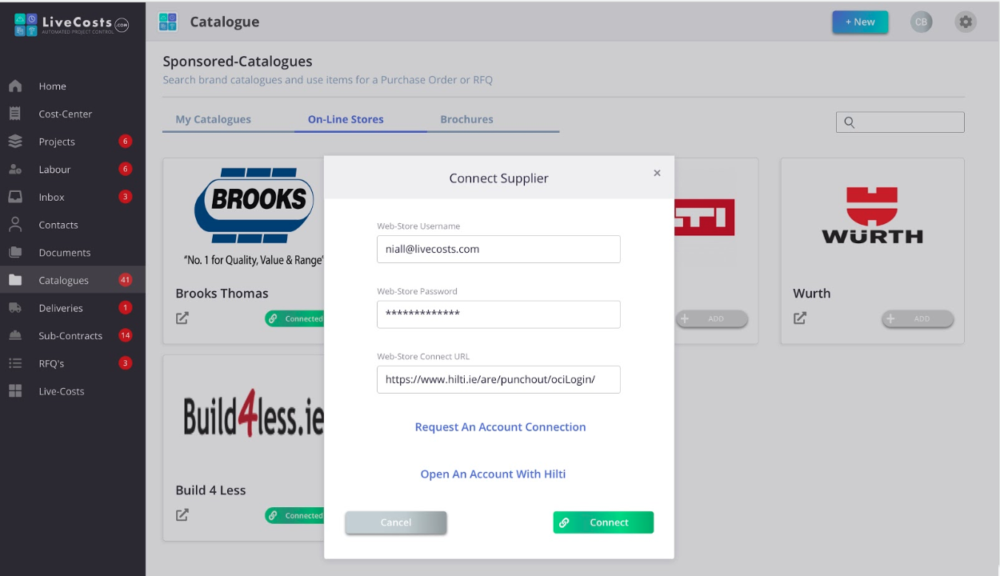 LiveCosts .COM
AUTOMATED PROJECT CONTROL
Catalogue
+ New
CB
Home
Cost-Center
Projects 6
Labour 6
Inbox 3
Contacts
Documents
Catalogues 41
Deliveries 1
Sub-Contracts 14
RFQ's 3
Live-Costs
Sponsored-Catalogues
Search brand catalogues and use items for a Purchase Order or RFQ
My Catalogues On-Line Stores Brochures
BROOKS
"No. 1 for Quality, Value & Range"
Brooks Thomas
Connected
Build4less.ie
Build 4 Less
Connected
Connect Supplier
×
Web-Store Username
niall@livecosts.com
Web-Store Password
*************
Web-Store Connect URL
https://www.hilti.ie/are/punchout/ociLogin/
Request An Account Connection
Open An Account With Hilti
Cancel
Connect
LTI
+ ADD
WÜRTH
Wurth
+ ADD